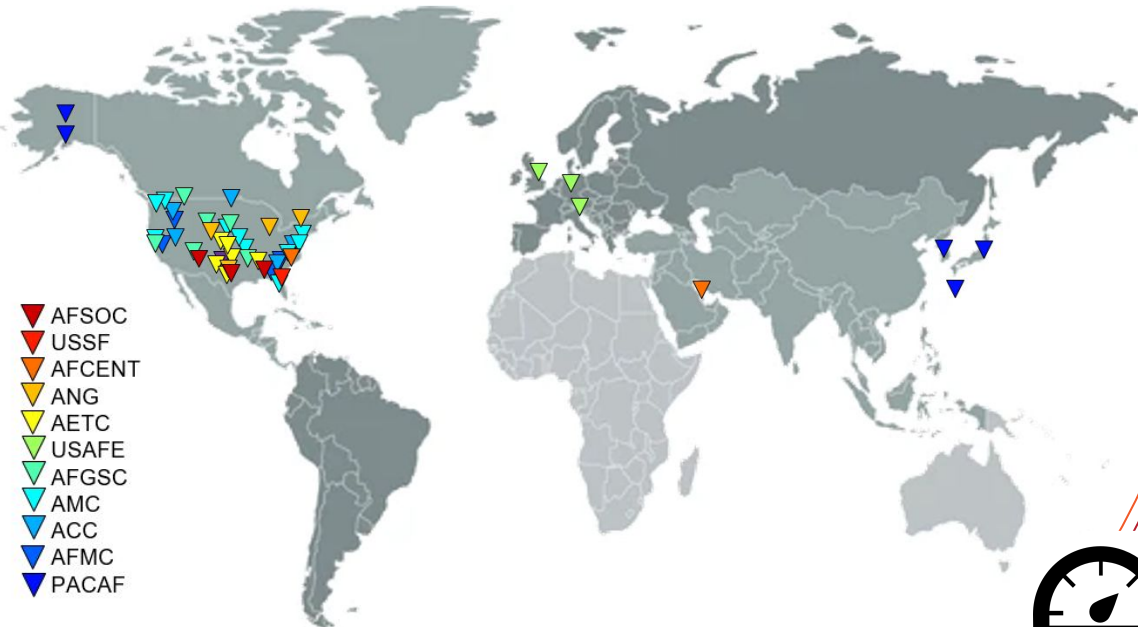 AFSOC
USSF
AFCENT
ANG
AETC
USAFE
AFGSC
AMC
ACC
AFMC
PACAF